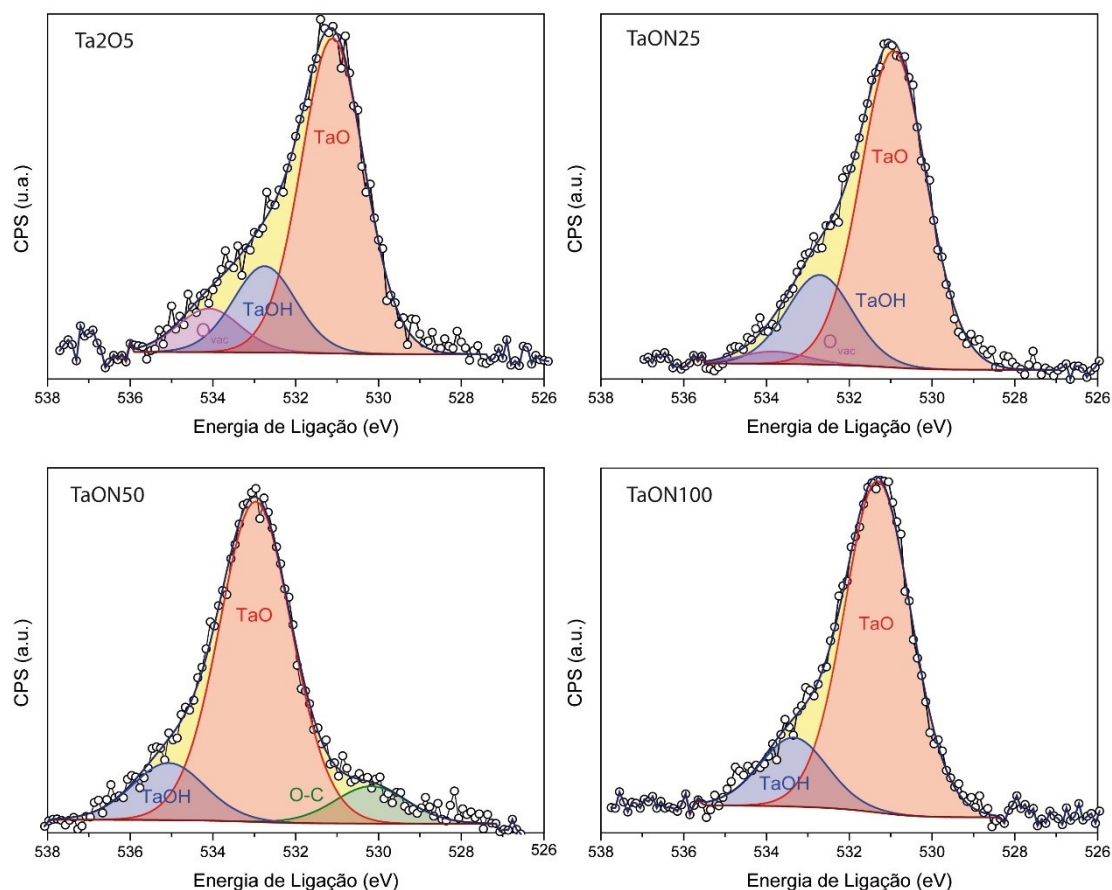 Ta2O5
TaO
TaOH
Ovac
CPS (u.a.)
538 536 534 532 530 528 526
Energia de Ligação (eV)
TaON25
TaO
TaOH
Ovac
CPS (a.u.)
538 536 534 532 530 528 526
Energia de Ligação (eV)
TaON50
TaO
TaOH
O-C
CPS (a.u.)
538 536 534 532 530 528 526
Energia de Ligação (eV)
TaON100
TaO
TaOH
CPS (a.u.)
538 536 534 532 530 528 526
Energia de Ligação (eV)